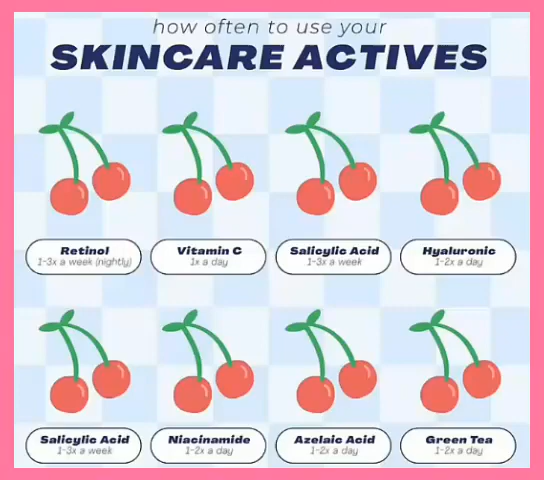 how often to use your
SKINCARE ACTIVES
Retinol
1-3x a week (nightly)
Vitamin C
1x a day
Salicylic Acid
1-3x a week
Hyaluronic
1-2x a day
Salicylic Acid
1-3x a week
Niacinamide
1-2x a day
Azelaic Acid
1-2x a day
Green Tea
1-2x a day